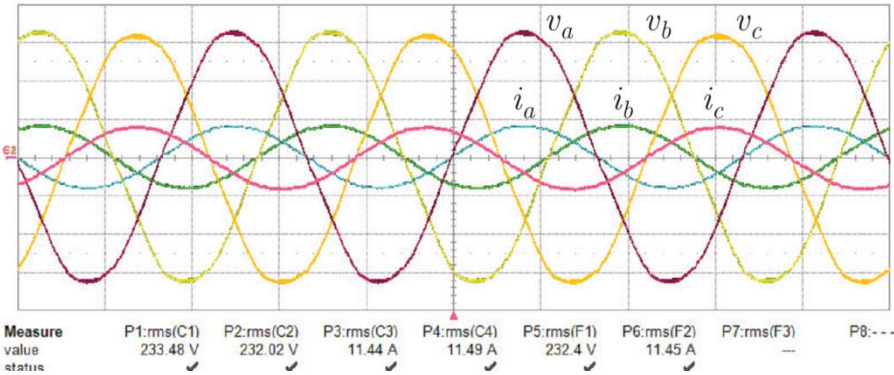 v_a v_b v_c
i_a i_b i_c
C2
Measure P1:rms(C1) P2:rms(C2) P3:rms(C3) P4:rms(C4) P5:rms(F1) P6:rms(F2) P7:rms(F3) P8:- - -
value 233.48 V 232.02 V 11.44 A 11.49 A 232.4 V 11.45 A ---
status ✔ ✔ ✔ ✔ ✔ ✔